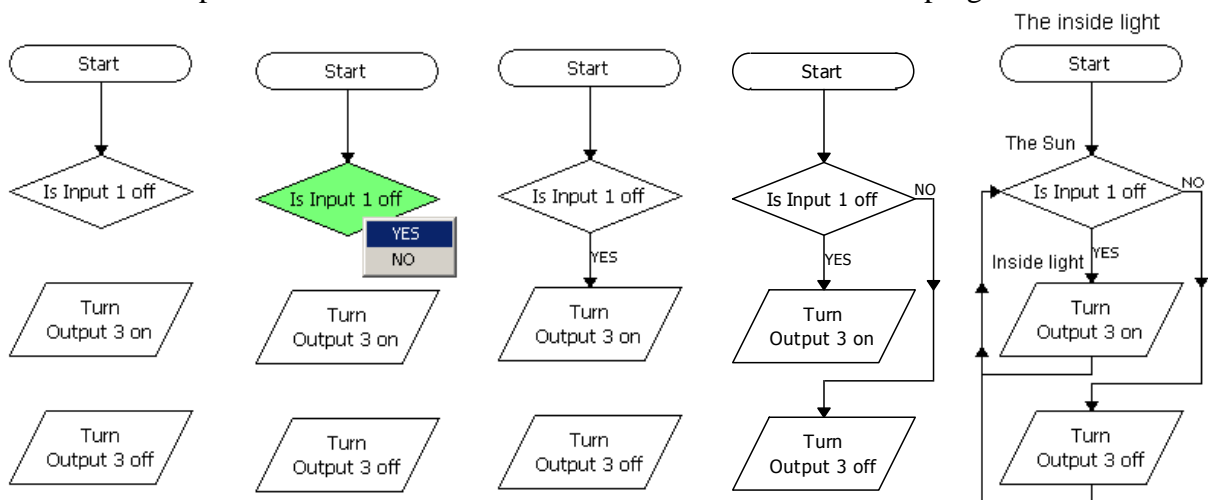 The inside light
Start
Is Input 1 off
Turn
Output 3 on
Turn
Output 3 off
Start
Is Input 1 off
YES
NO
Turn
Output 3 on
Turn
Output 3 off
Start
Is Input 1 off
YES
Turn
Output 3 on
Turn
Output 3 off
Start
Is Input 1 off
NO
YES
Turn
Output 3 on
Turn
Output 3 off
Start
The Sun
Is Input 1 off
NO
YES
Inside light
Turn
Output 3 on
Turn
Output 3 off